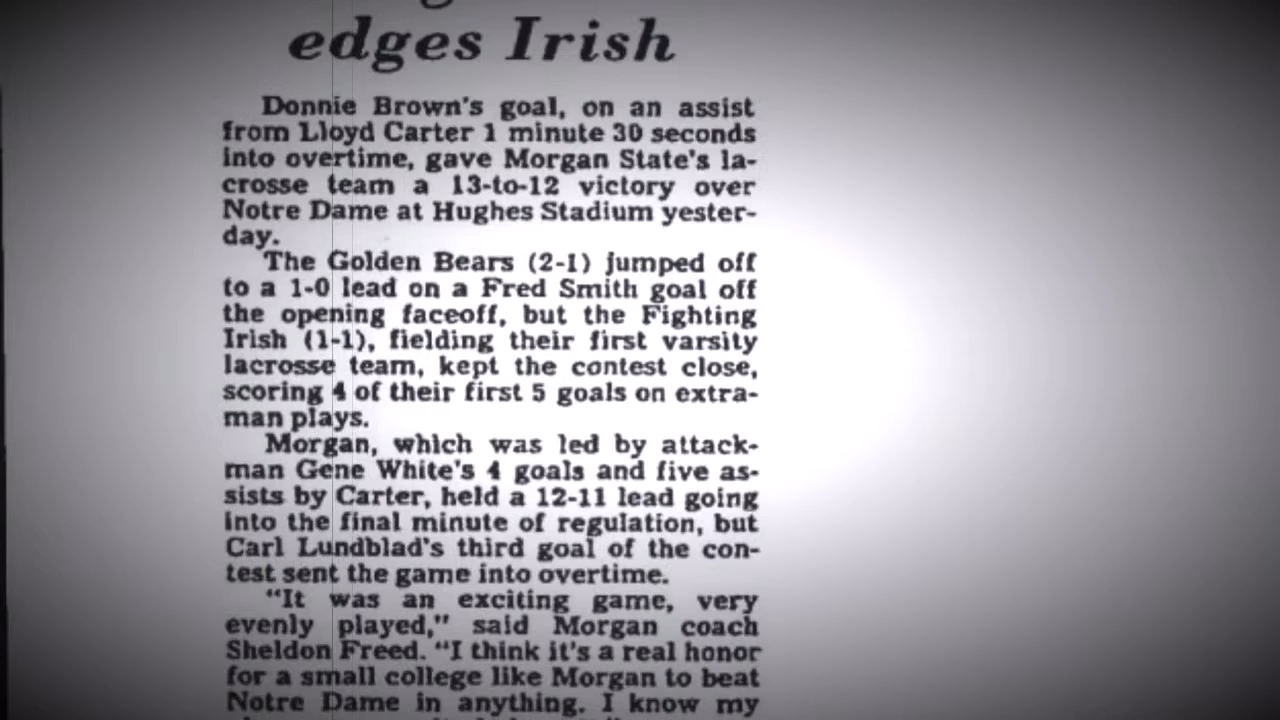 edges Irish
Donnie Brown's goal, on an assist
from Lloyd Carter 1 minute 30 seconds
into overtime, gave Morgan State's la-
crosse team a 13-to-12 victory over
Notre Dame at Hughes Stadium yester-
day.
The Golden Bears (2-1) jumped off
to a 1-0 lead on a Fred Smith goal off
the opening faceoff, but the Fighting
Irish (1-1), fielding their first varsity
lacrosse team, kept the contest close,
scoring 4 of their first 5 goals on extra-
man plays.
Morgan, which was led by attack-
man Gene White's 4 goals and five as-
sists by Carter, held a 12-11 lead going
into the final minute of regulation, but
Carl Lundblad's third goal of the con-
test sent the game into overtime.
"It was an exciting game, very
evenly played," said Morgan coach
Sheldon Freed. "I think it's a real honor
for a small college like Morgan to beat
Notre Dame in anything. I know my